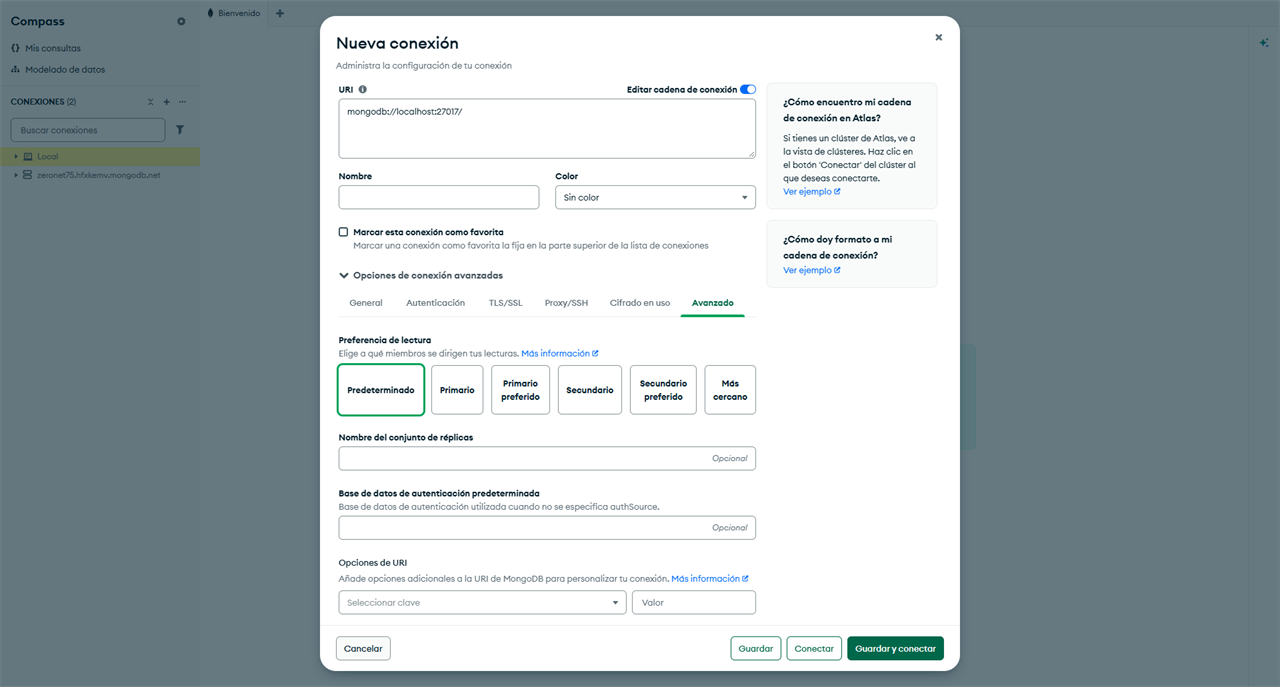 Compass
Mis consultas
Modelado de datos
CONEXIONES (2)
Buscar conexiones
Local
zeronet75.hfxkemv.mongodb.net
Bienvenido
Nueva conexión
Administra la configuración de tu conexión
URI
Editar cadena de conexión
mongodb://localhost:27017/
Nombre
Color
Sin color
Marcar esta conexión como favorita
Marcar una conexión como favorita la fija en la parte superior de la lista de conexiones
Opciones de conexión avanzadas
General
Autenticación
TLS/SSL
Proxy/SSH
Cifrado en uso
Avanzado
Preferencia de lectura
Elige a qué miembros se dirigen tus lecturas. Más información
Predeterminado
Primario
Primario
preferido
Secundario
Secundario
preferido
Más
cercano
Nombre del conjunto de réplicas
Opcional
Base de datos de autenticación predeterminada
Base de datos de autenticación utilizada cuando no se especifica authSource.
Opcional
Opciones de URI
Añade opciones adicionales a la URI de MongoDB para personalizar tu conexión. Más información
Seleccionar clave
Valor
¿Cómo encuentro mi cadena
de conexión en Atlas?
Si tienes un clúster de Atlas, ve a
la vista de clústeres. Haz clic en
el botón 'Conectar' del clúster al
que deseas conectarte.
Ver ejemplo
¿Cómo doy formato a mi
cadena de conexión?
Ver ejemplo
Cancelar
Guardar
Conectar
Guardar y conectar